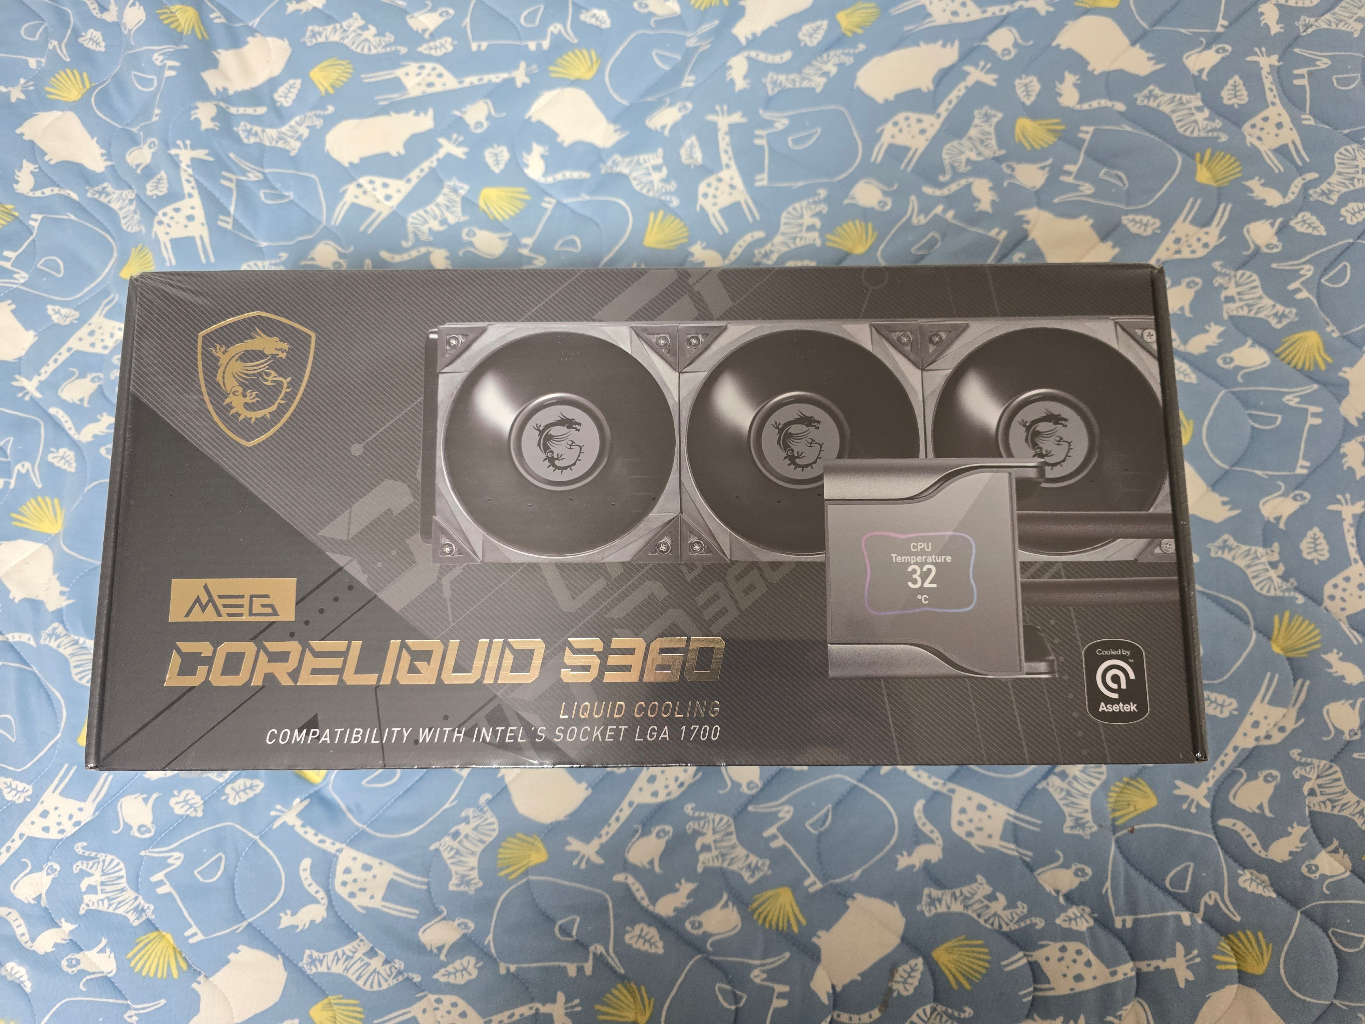 MEG
CORELIQUID S360
LIQUID COOLING
COMPATIBILITY WITH INTEL'S SOCKET LGA 1700
CPU
Temperature
32
°C
Cooled by
Asetek